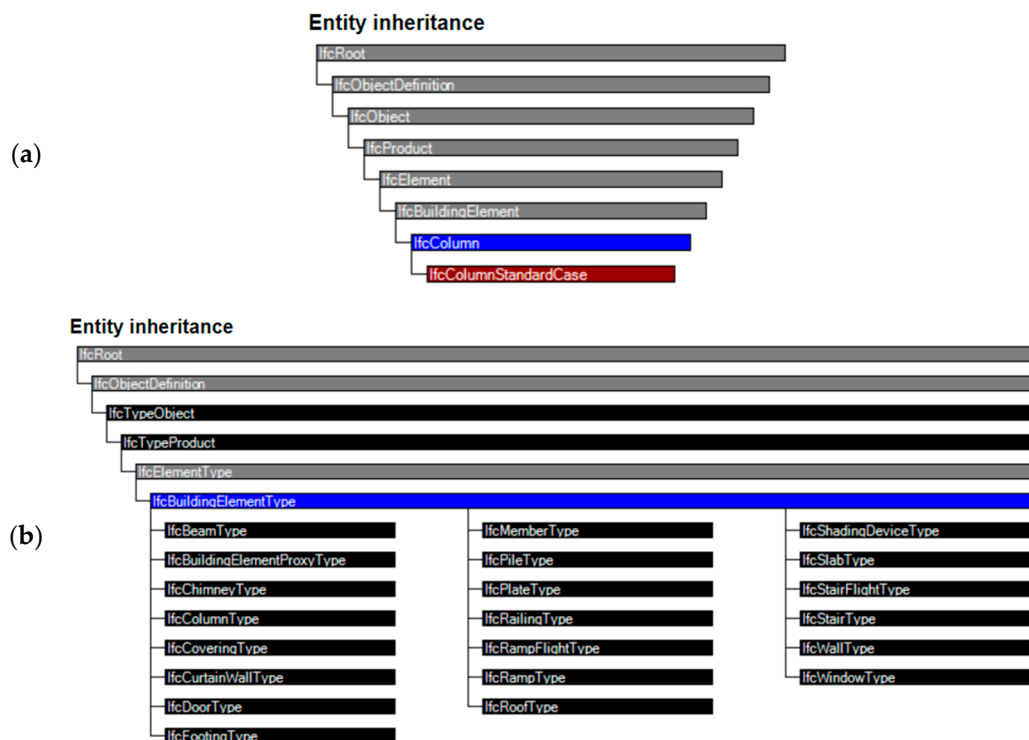 Entity inheritance
IfcRoot
IfcObjectDefinition
IfcObject
(a)
IfcProduct
IfcElement
IfcBuildingElement
IfcColumn
IfcColumnStandardCase
Entity inheritance
IfcRoot
IfcObjectDefinition
IfcTypeObject
IfcTypeProduct
IfcElementType
IfcBuildingElementType
(b)
IfcBeamType
IfcBuildingElementProxyType
IfcChimneyType
IfcColumnType
IfcCoveringType
IfcCurtainWallType
IfcDoorType
IfcFootingType
IfcMemberType
IfcPileType
IfcPlateType
IfcRailingType
IfcRampFlightType
IfcRampType
IfcRoofType
IfcShadingDeviceType
IfcSlabType
IfcStairFlightType
IfcStairType
IfcWallType
IfcWindowType